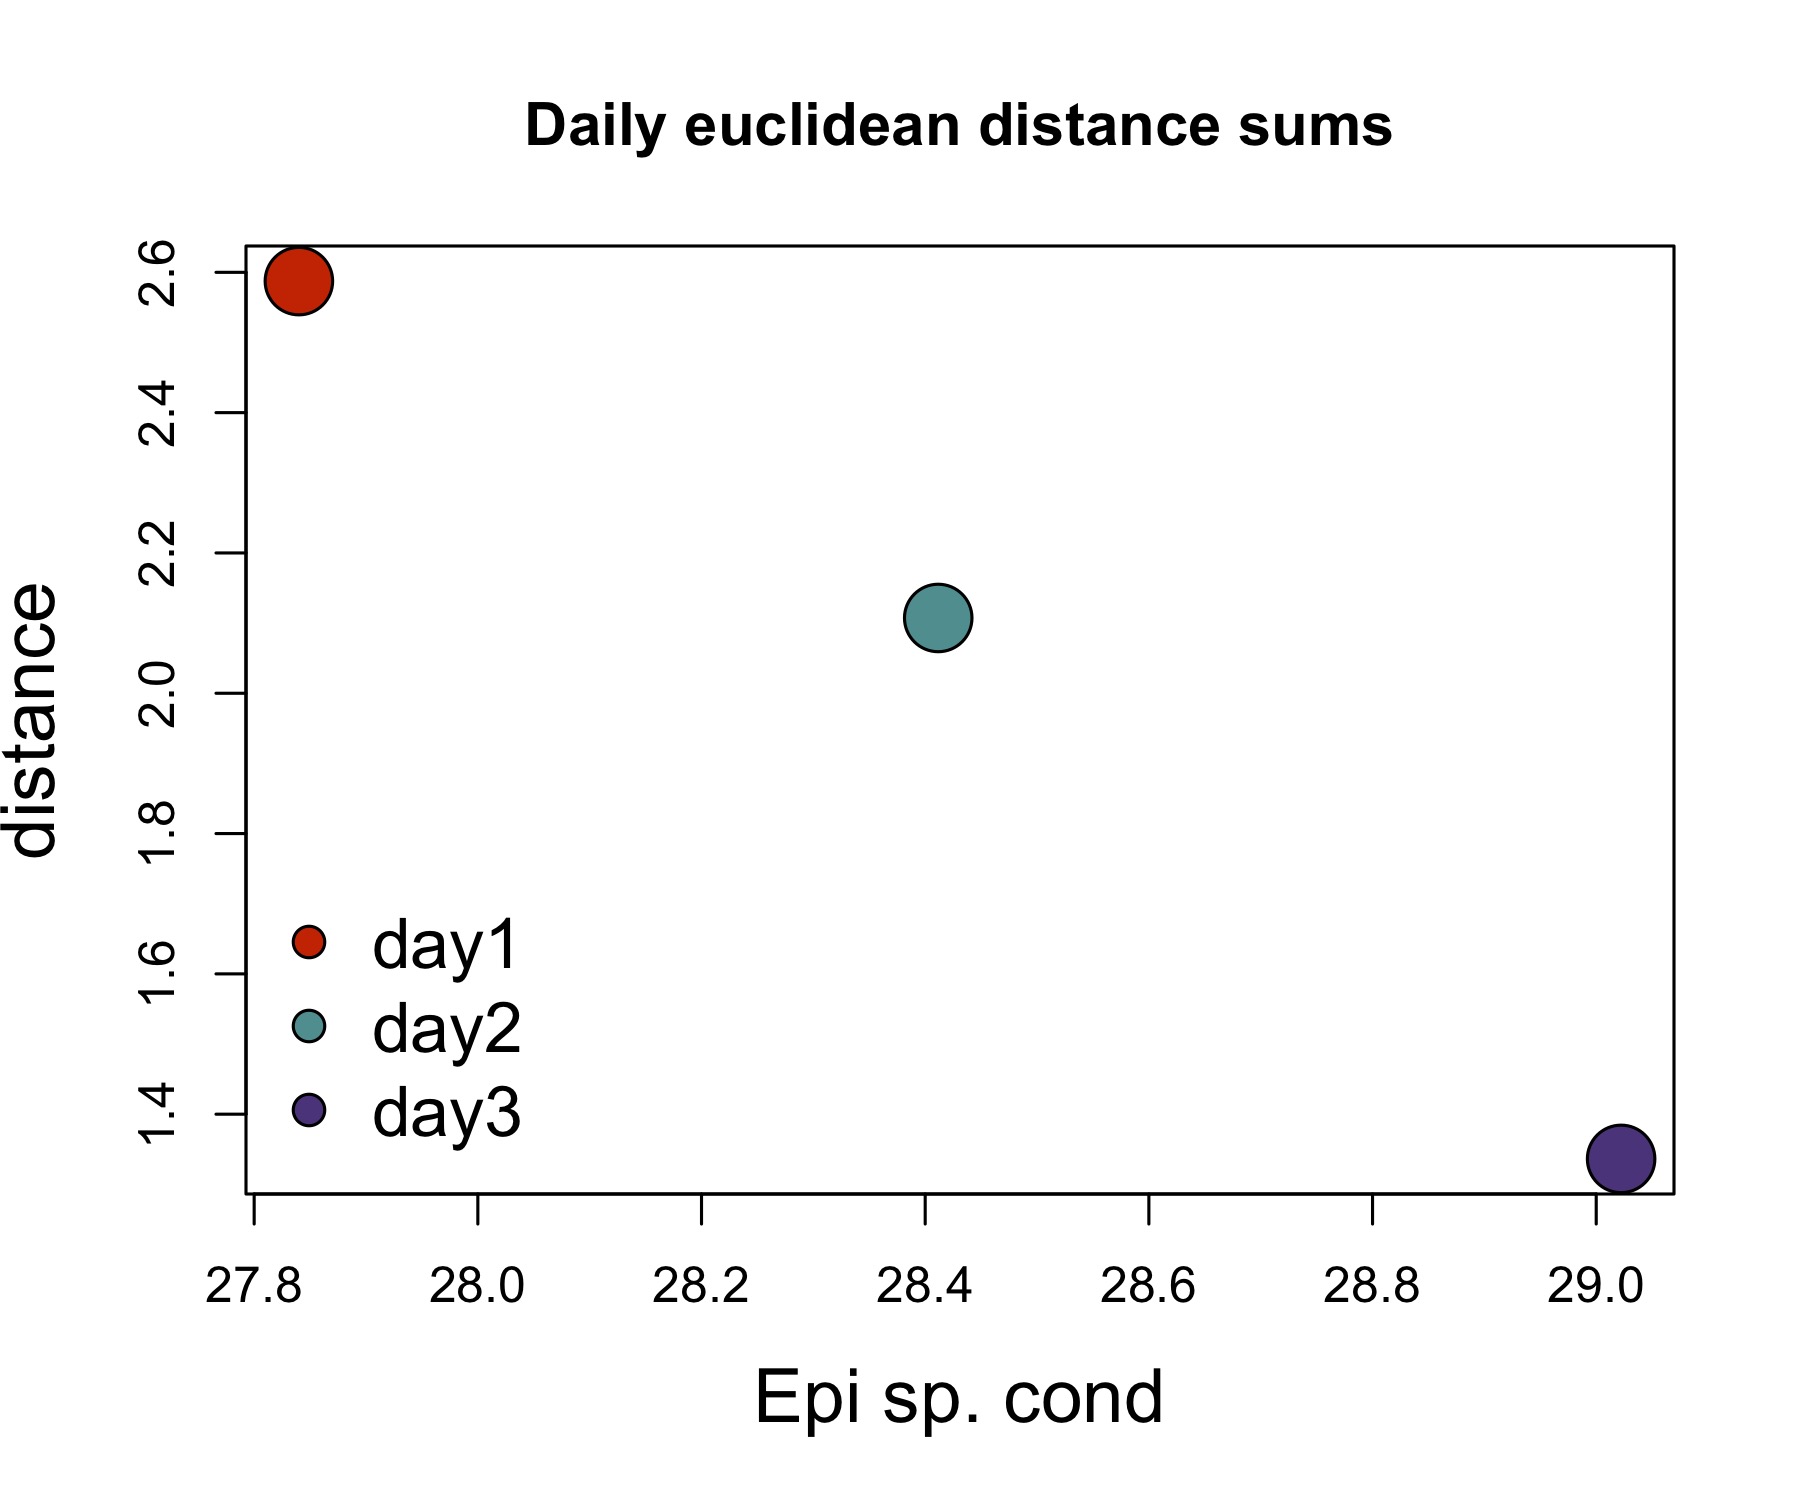 Daily euclidean distance sums
2.6
2.4
2.2
2.0
1.8
1.6
1.4
distance
day1
day2
day3
27.8 28.0 28.2 28.4 28.6 28.8 29.0
Epi sp. cond